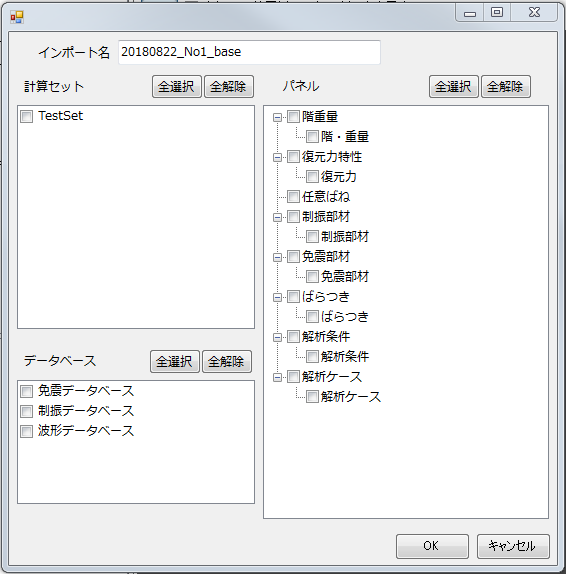 インポート名 20180822_No1_base
計算セット 全選択 全解除
TestSet
データベース 全選択 全解除
免震データベース
制振データベース
波形データベース
パネル 全選択 全解除
階重量
階・重量
復元力特性
復元力
任意ばね
制振部材
制振部材
免震部材
免震部材
ばらつき
ばらつき
解析条件
解析条件
解析ケース
解析ケース
OK キャンセル